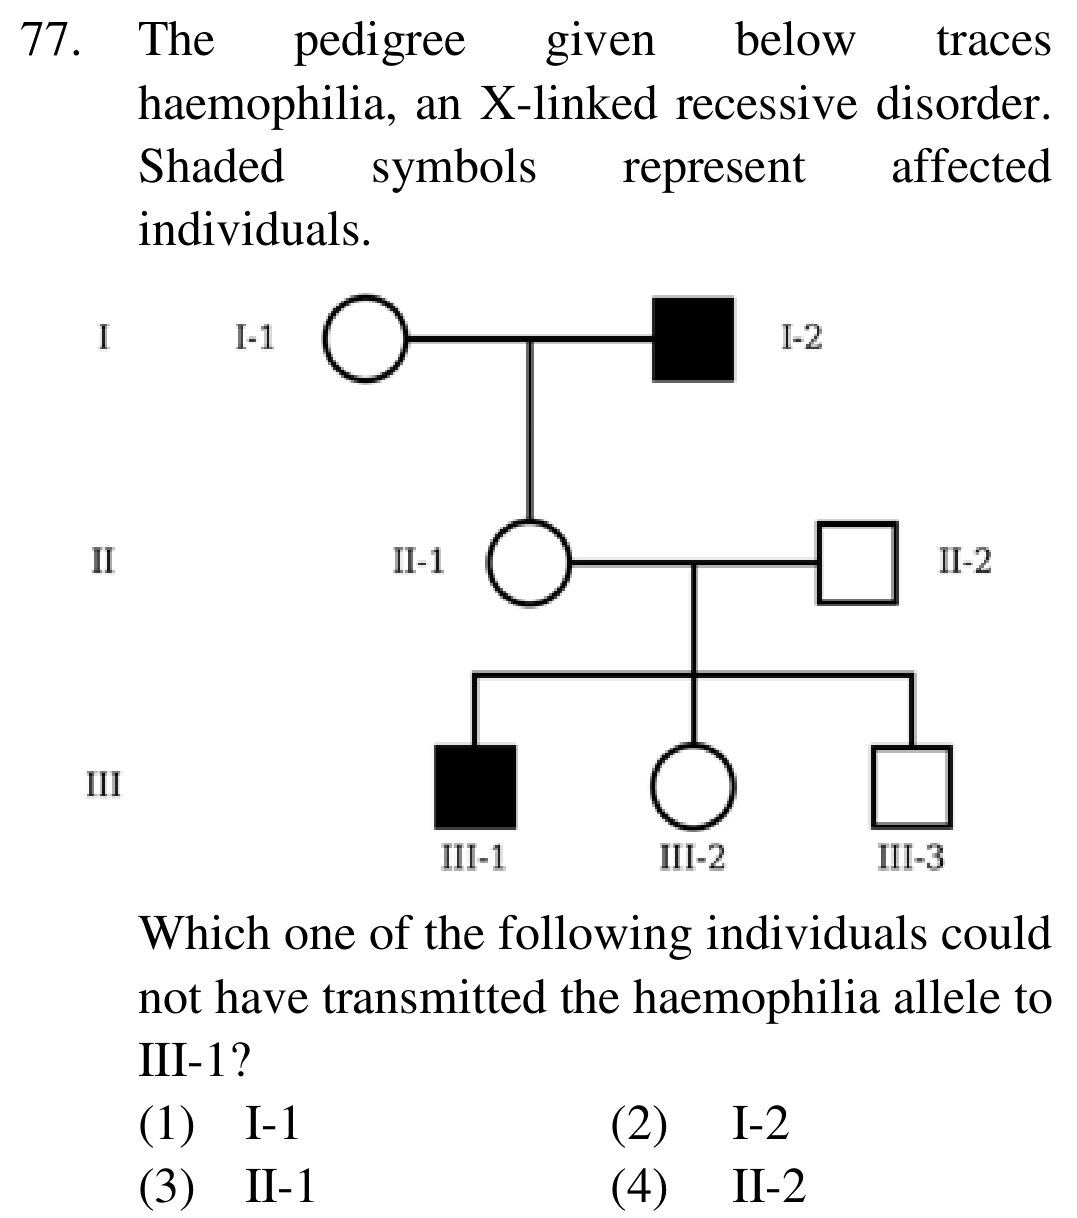 77. The pedigree given below traces
haemophilia, an X-linked recessive disorder.
Shaded symbols represent affected
individuals.
I I-1 I-2
II II-1 II-2
III
III-1 III-2 III-3
Which one of the following individuals could
not have transmitted the haemophilia allele to
III-1?
(1) I-1 (2) I-2
(3) II-1 (4) II-2